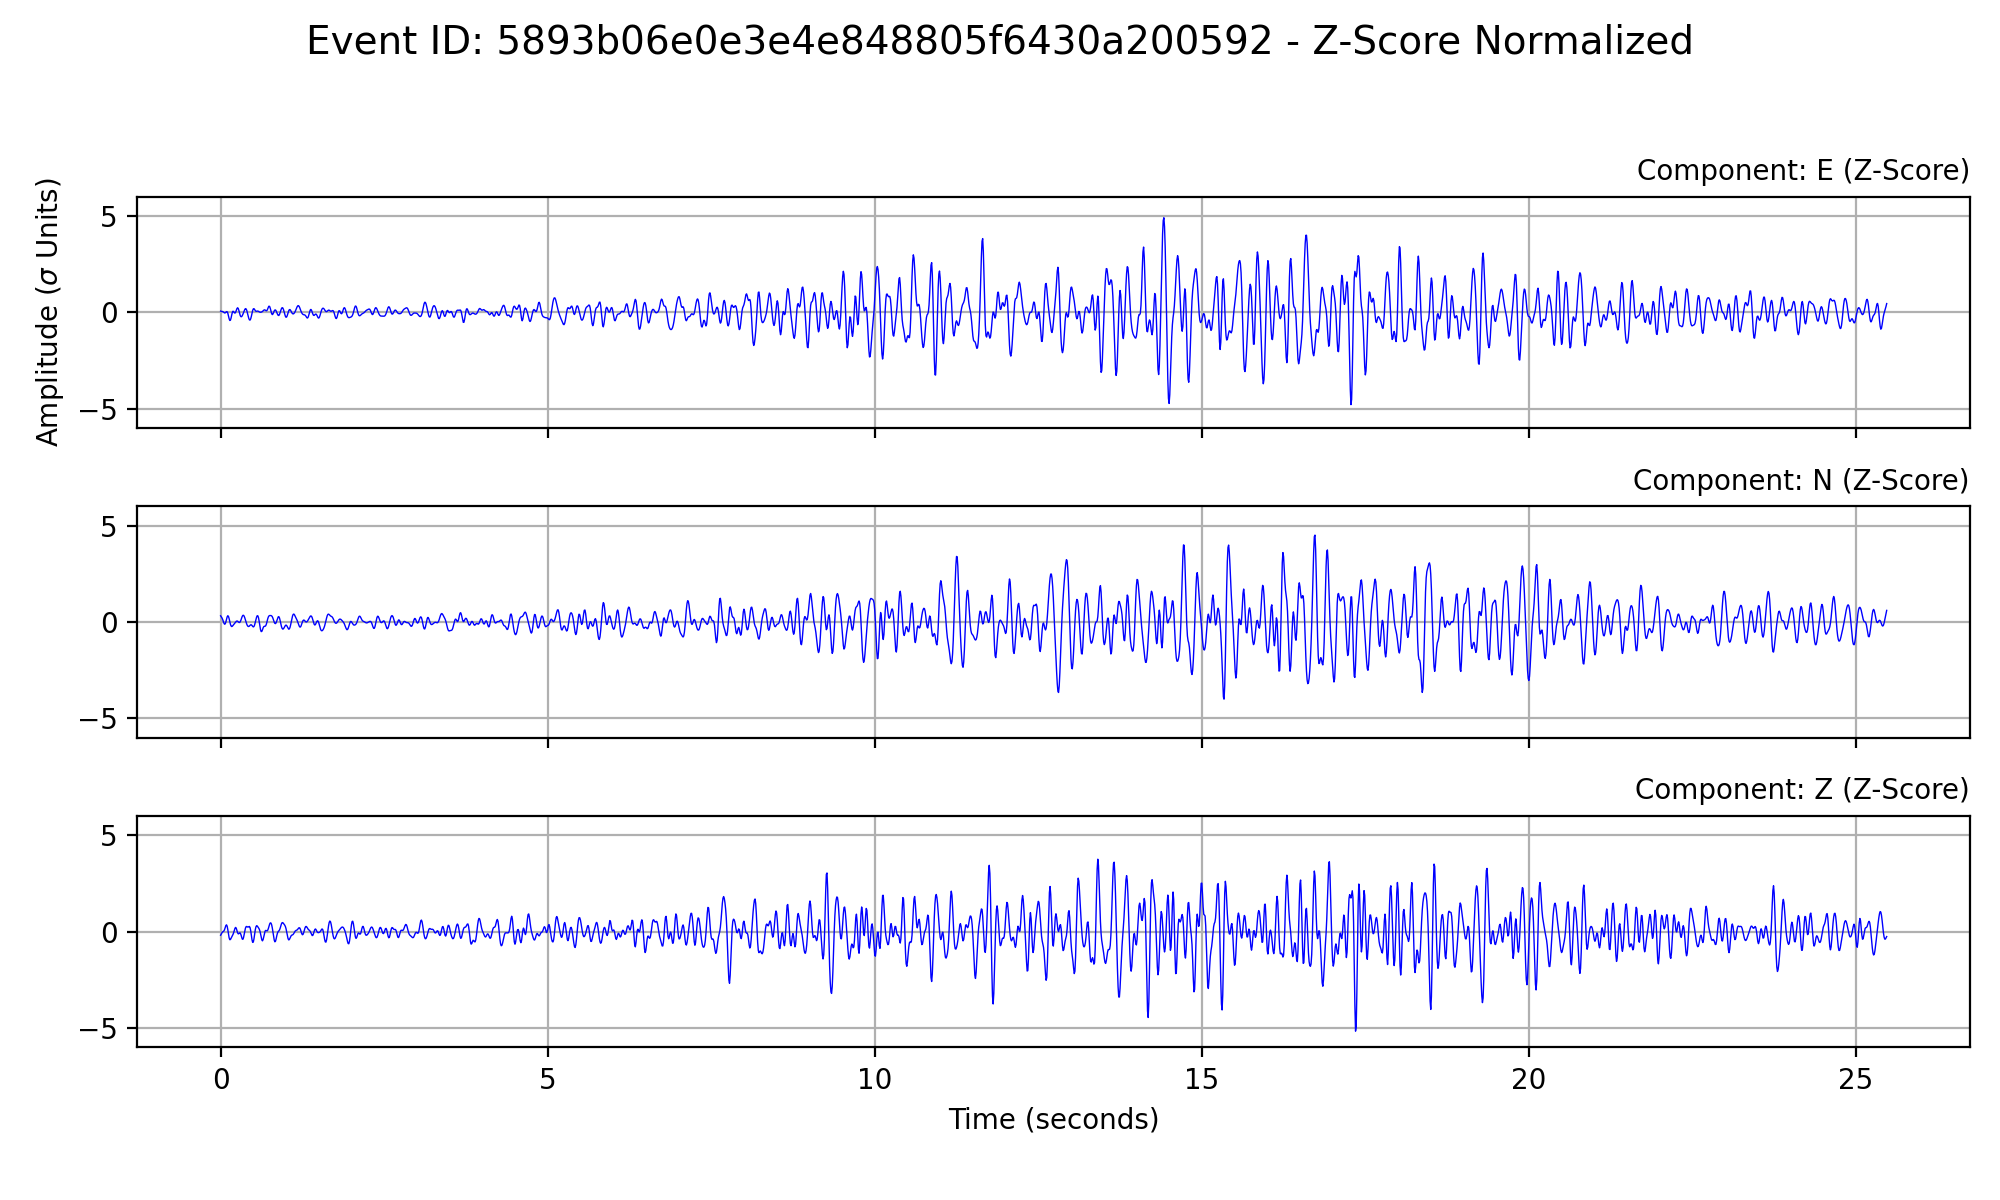 Event ID: 5893b06e0e3e4e848805f6430a200592 - Z-Score Normalized
Component: E (Z-Score)
Amplitude (σ Units)
5
0
−5
Component: N (Z-Score)
5
0
−5
Component: Z (Z-Score)
5
0
−5
0 5 10 15 20 25
Time (seconds)